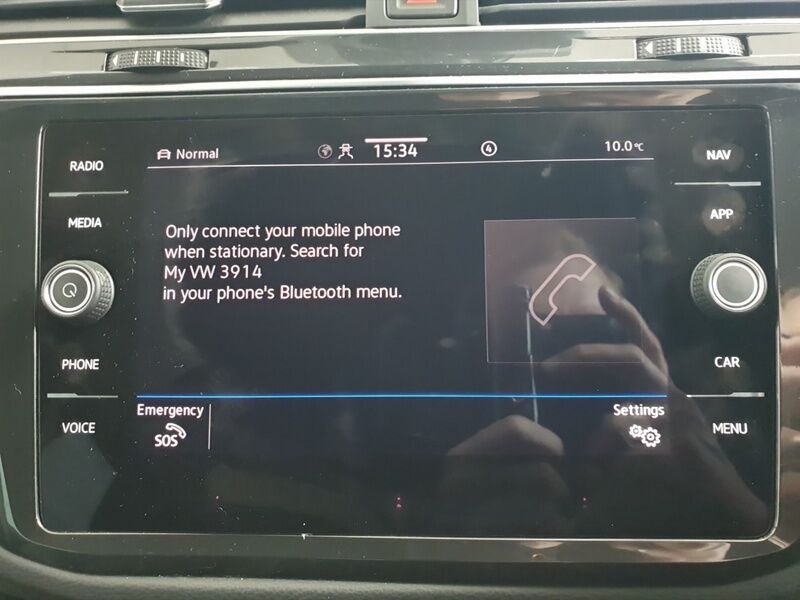 RADIO
MEDIA
PHONE
VOICE
Normal
15:34
4
10.0°C
Only connect your mobile phone
when stationary. Search for
My VW 3914
in your phone's Bluetooth menu.
Emergency
SOS
Settings
NAV
APP
CAR
MENU